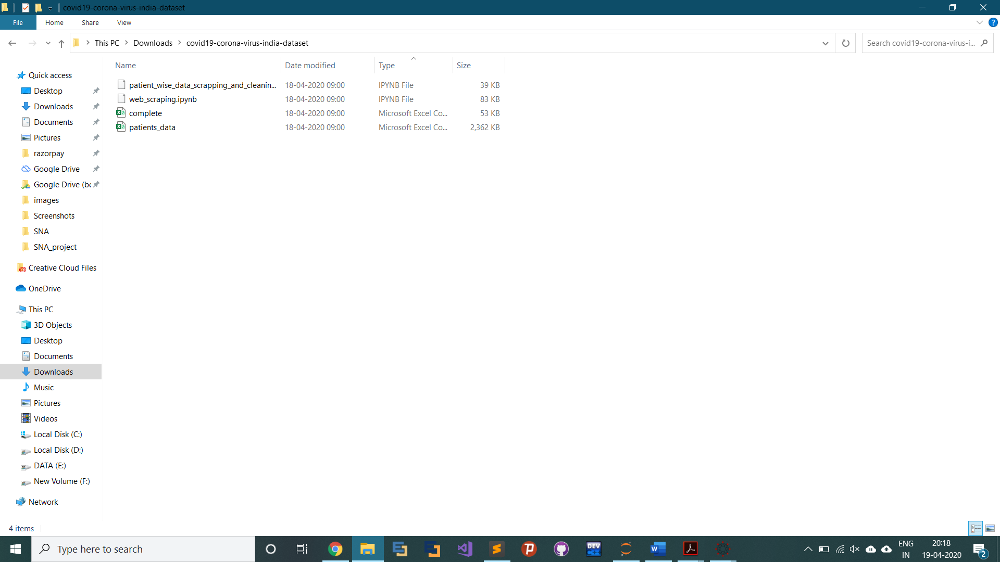 covid19-corona-virus-india-dataset
File Home Share View
This PC Downloads covid19-corona-virus-india-dataset
Search covid19-corona-virus-i...
Name Date modified Type Size
patient_wise_data_scrapping_and_cleanin... 18-04-2020 09:00 IPYNB File 39 KB
web_scraping.ipynb 18-04-2020 09:00 IPYNB File 83 KB
complete 18-04-2020 09:00 Microsoft Excel Co... 53 KB
patients_data 18-04-2020 09:00 Microsoft Excel Co... 2,362 KB
Quick access
Desktop
Downloads
Documents
Pictures
razorpay
Google Drive
Google Drive (be
images
Screenshots
SNA
SNA_project
Creative Cloud Files
OneDrive
This PC
3D Objects
Desktop
Documents
Downloads
Music
Pictures
Videos
Local Disk (C:)
Local Disk (D:)
DATA (E:)
New Volume (F:)
Network
4 items
Type here to search
DEV C++
ENG
IN
20:18
19-04-2020
2